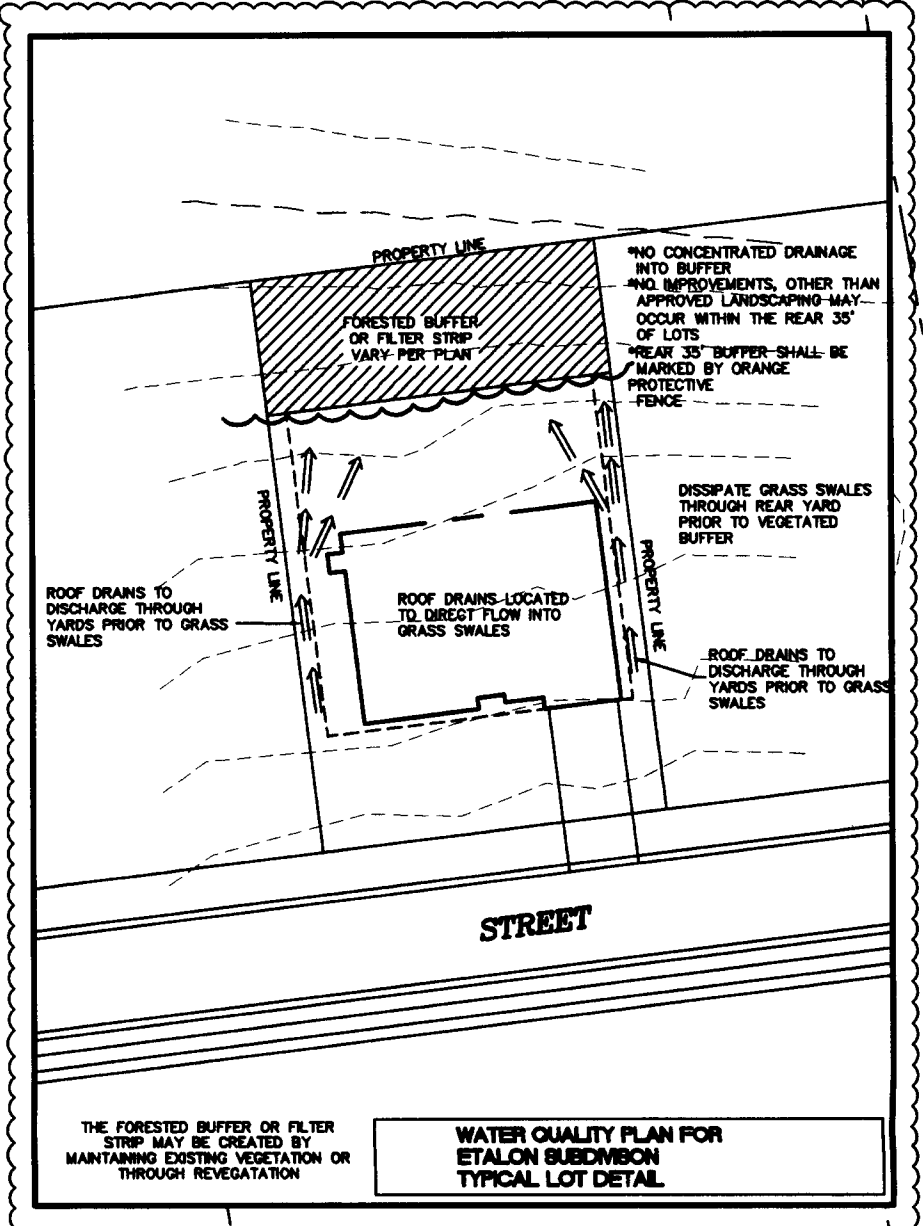 PROPERTY LINE
*NO CONCENTRATED DRAINAGE
INTO BUFFER
*NO IMPROVEMENTS, OTHER THAN
APPROVED LANDSCAPING MAY
OCCUR WITHIN THE REAR 35'
OF LOTS
*REAR 35' BUFFER SHALL BE
MARKED BY ORANGE
PROTECTIVE
FENCE
FORESTED BUFFER
OR FILTER STRIP
VARY PER PLAN
DISSIPATE GRASS SWALES
THROUGH REAR YARD
PRIOR TO VEGETATED
BUFFER
PROPERTY LINE
PROPERTY LINE
ROOF DRAINS TO
DISCHARGE THROUGH
YARDS PRIOR TO GRASS
SWALES
ROOF DRAINS LOCATED
TO DIRECT FLOW INTO
GRASS SWALES
ROOF DRAINS TO
DISCHARGE THROUGH
YARDS PRIOR TO GRASS
SWALES
STREET
THE FORESTED BUFFER OR FILTER
STRIP MAY BE CREATED BY
MAINTAINING EXISTING VEGETATION OR
THROUGH REVEGATATION
WATER QUALITY PLAN FOR
ETALON SUBDIVISON
TYPICAL LOT DETAIL